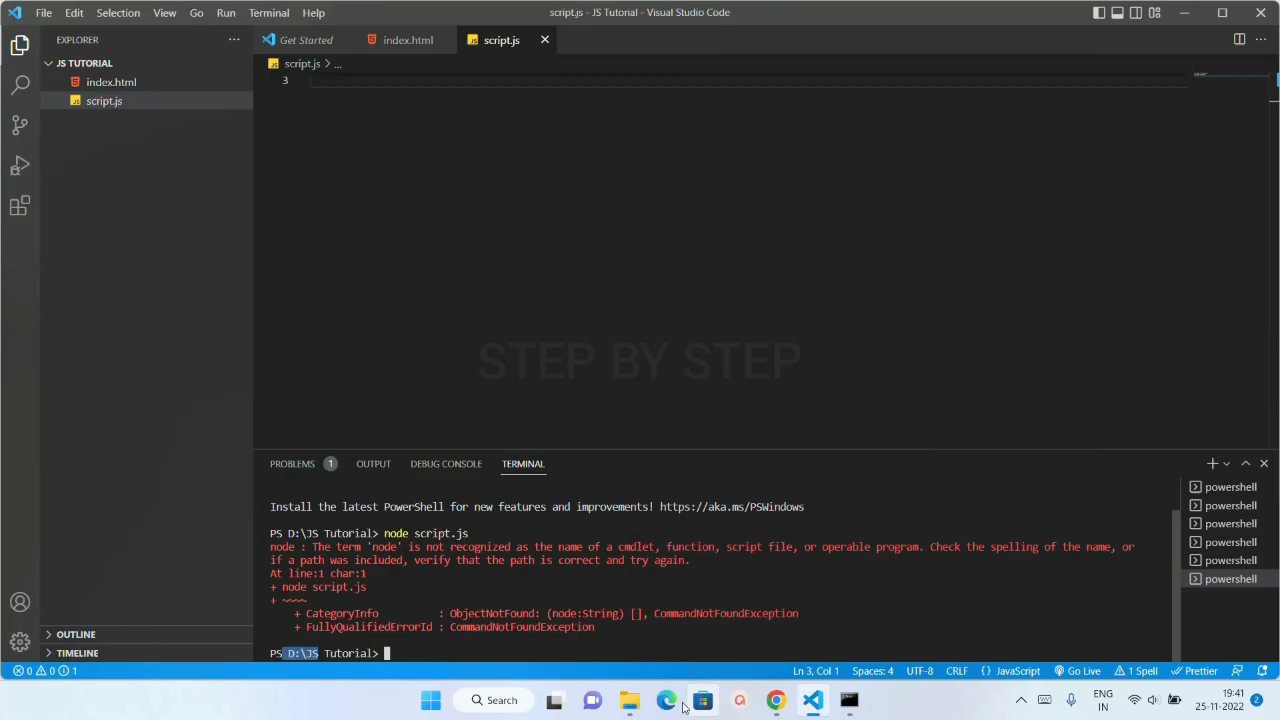 File Edit Selection View Go Run Terminal Help
script.js - JS Tutorial - Visual Studio Code
EXPLORER
Get Started
index.html
script.js
JS TUTORIAL
script.js > ...
index.html
script.js
3
STEP BY STEP
PROBLEMS 1 OUTPUT DEBUG CONSOLE TERMINAL
Install the latest PowerShell for new features and improvements! https://aka.ms/PSWindows
PS D:\JS Tutorial> node script.js
node : The term 'node' is not recognized as the name of a cmdlet, function, script file, or operable program. Check the spelling of the name, or
if a path was included, verify that the path is correct and try again.
At line:1 char:1
+ node script.js
+ ~~~~
+ CategoryInfo : ObjectNotFound: (node:String) [], CommandNotFoundException
+ FullyQualifiedErrorId : CommandNotFoundException
PS D:\JS Tutorial>
powershell
powershell
powershell
powershell
powershell
powershell
OUTLINE
TIMELINE
0 0 1
Ln 3, Col 1 Spaces: 4 UTF-8 CRLF { } JavaScript Go Live 1 Spell Prettier
Search
ENG
IN
19:41
25-11-2022
2